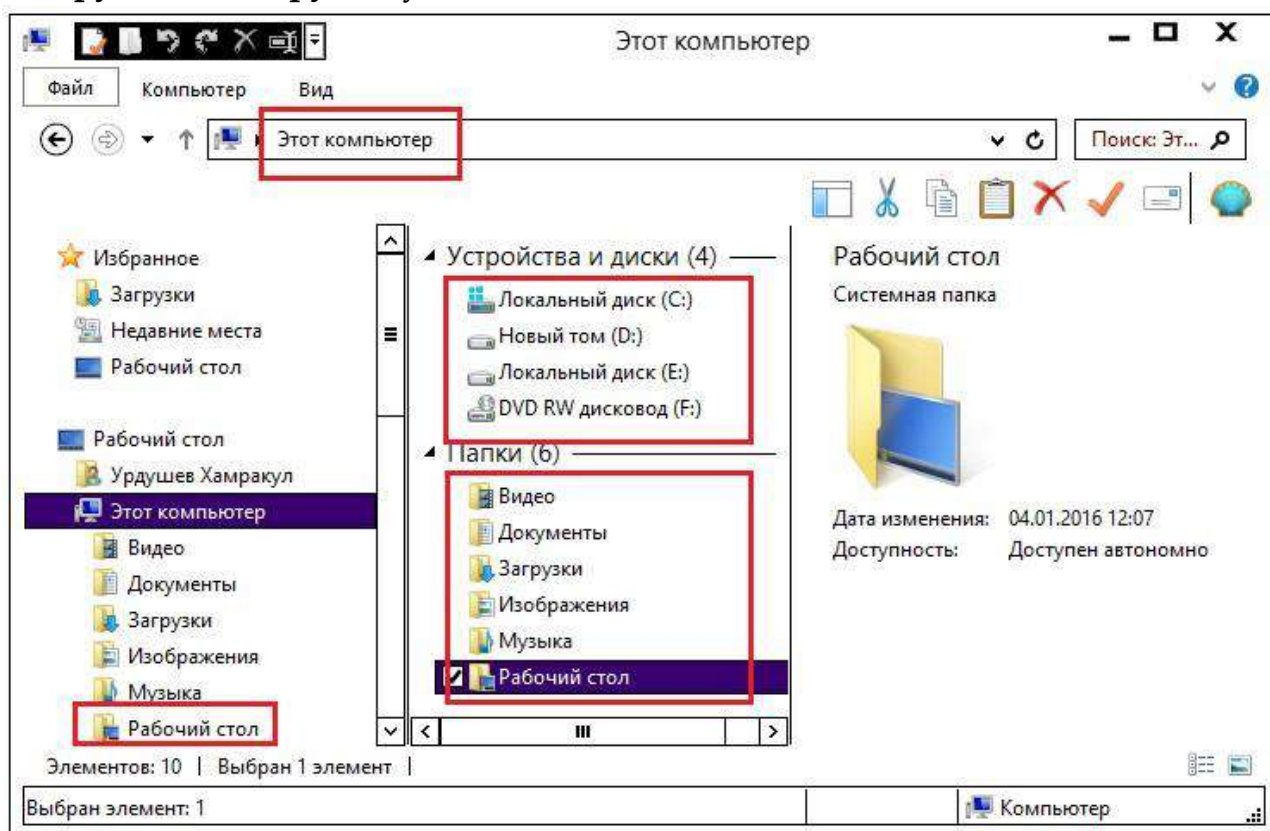 Этот компьютер
Файл Компьютер Вид
Этот компьютер
Поиск: Эт...
Избранное
Загрузки
Недавние места
Рабочий стол
Рабочий стол
Урдушев Хамракул
Этот компьютер
Видео
Документы
Загрузки
Изображения
Музыка
Рабочий стол
Устройства и диски (4)
Локальный диск (C:)
Новый том (D:)
Локальный диск (E:)
DVD RW дисковод (F:)
Папки (6)
Видео
Документы
Загрузки
Изображения
Музыка
Рабочий стол
Рабочий стол
Системная папка
Дата изменения: 04.01.2016 12:07
Доступность: Доступен автономно
Элементов: 10 | Выбран 1 элемент |
Выбран элемент: 1
Компьютер